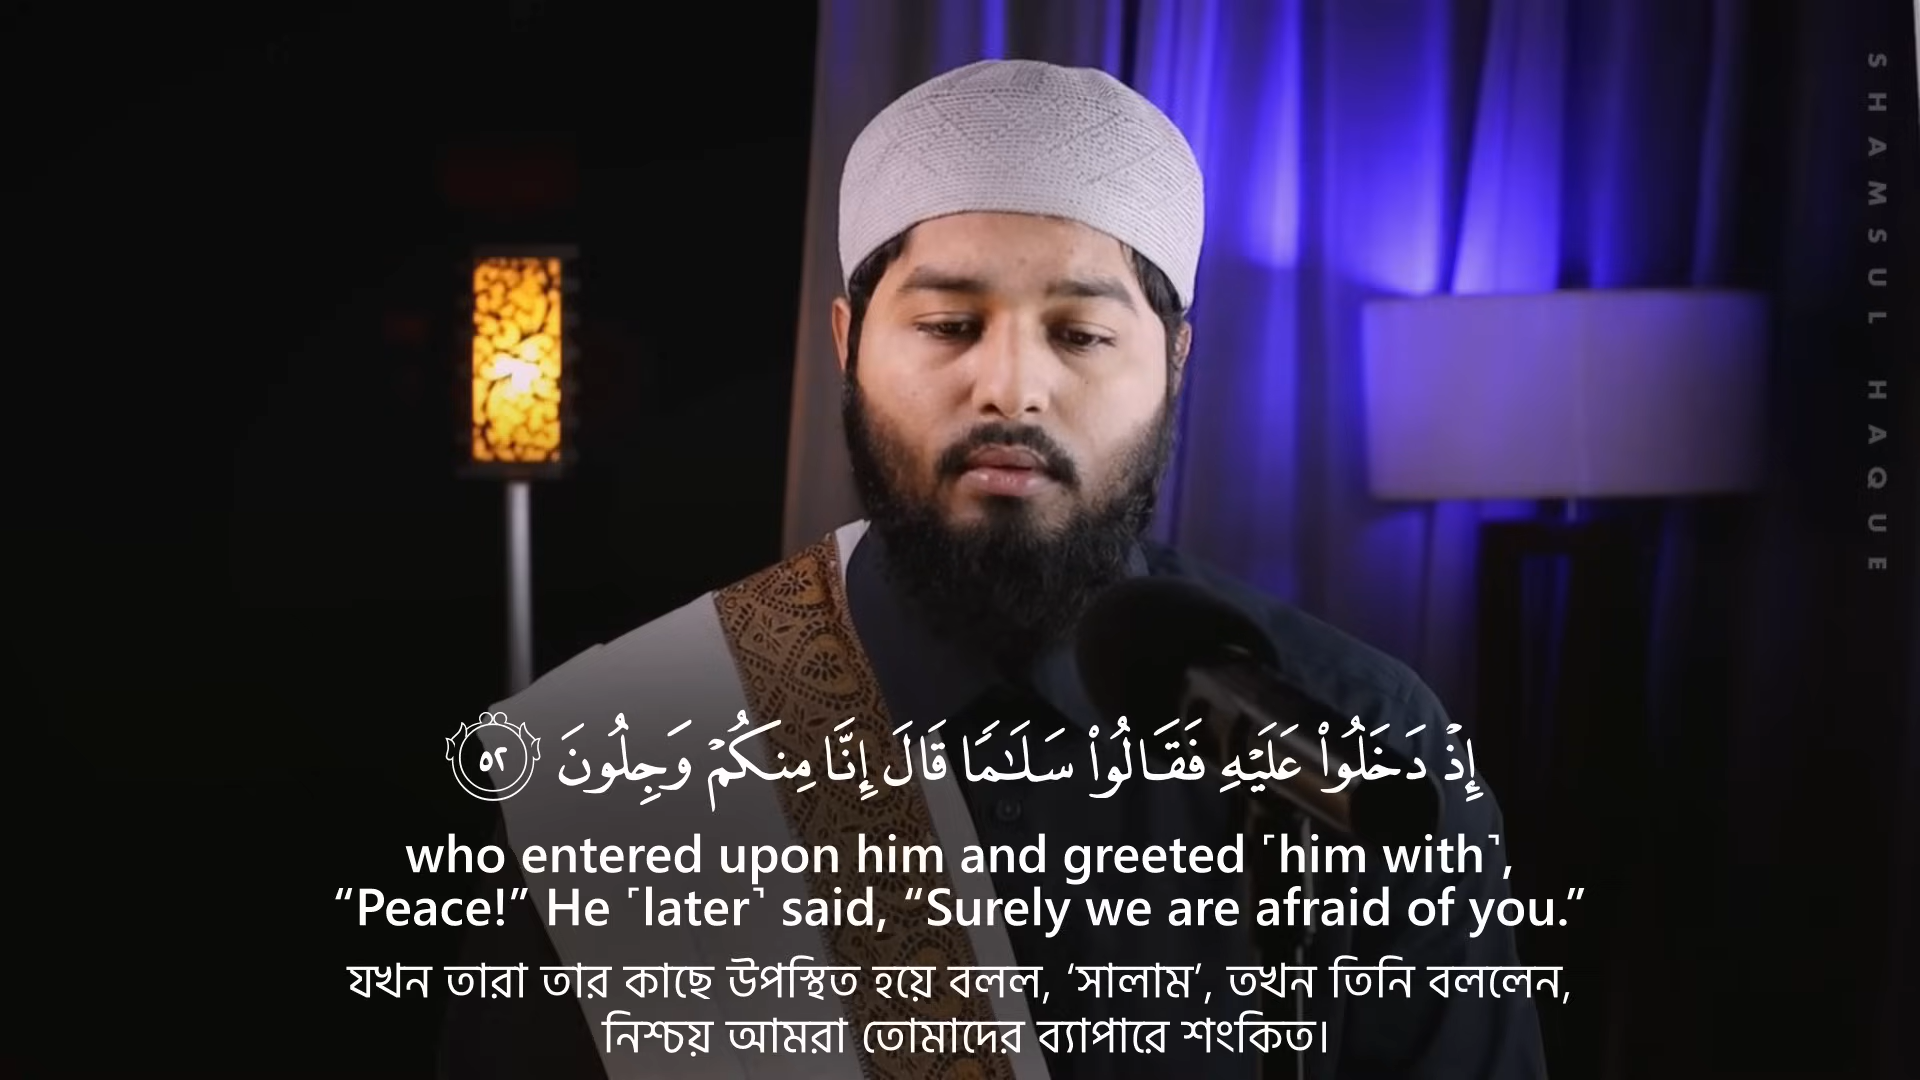 SHAMSUL HAQUE
إِذْ دَخَلُوا۟ عَلَيْهِ فَقَالُوا۟ سَلَـٰمًا قَالَ إِنَّا مِنكُمْ وَجِلُونَ ٥٢
who entered upon him and greeted ˹him with˺,
“Peace!” He ˹later˺ said, “Surely we are afraid of you.”
যখন তারা তার কাছে উপস্থিত হয়ে বলল, ‘সালাম’, তখন তিনি বললেন,
নিশ্চয় আমরা তোমাদের ব্যাপারে শংকিত।